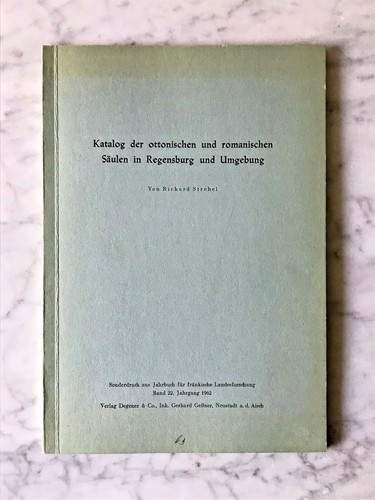 Katalog der ottonischen und romanischen
Säulen in Regensburg und Umgebung
Von Richard Strobel
Sonderdruck aus Jahrbuch für fränkische Landesforschung
Band 22, Jahrgang 1962
Verlag Degener & Co., Inh. Gerhard Geßner, Neustadt a. d. Aisch